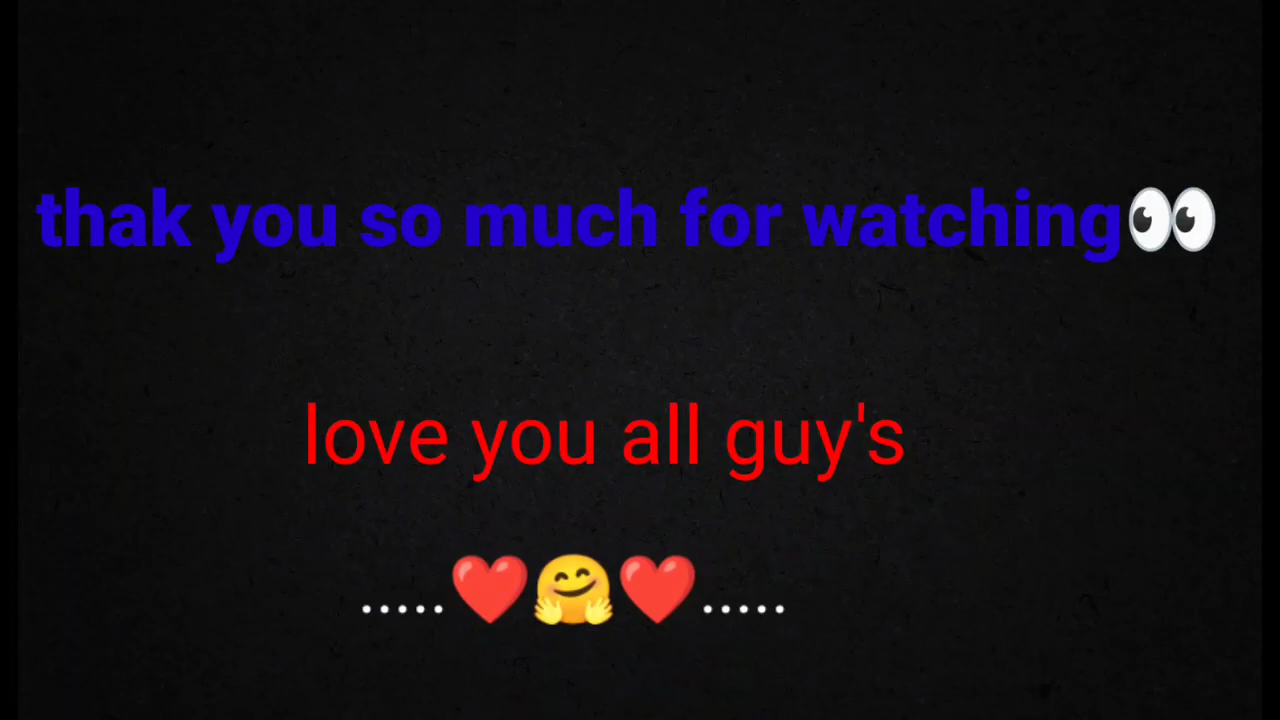 thak you so much for watching👀
love you all guy's
.....❤️🤗❤️.....